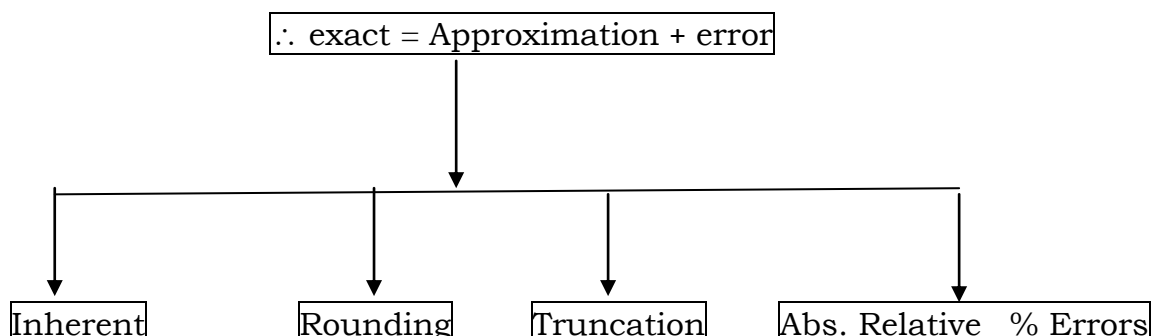 ∴ exact = Approximation + error
Inherent Rounding Truncation Abs. Relative % Errors